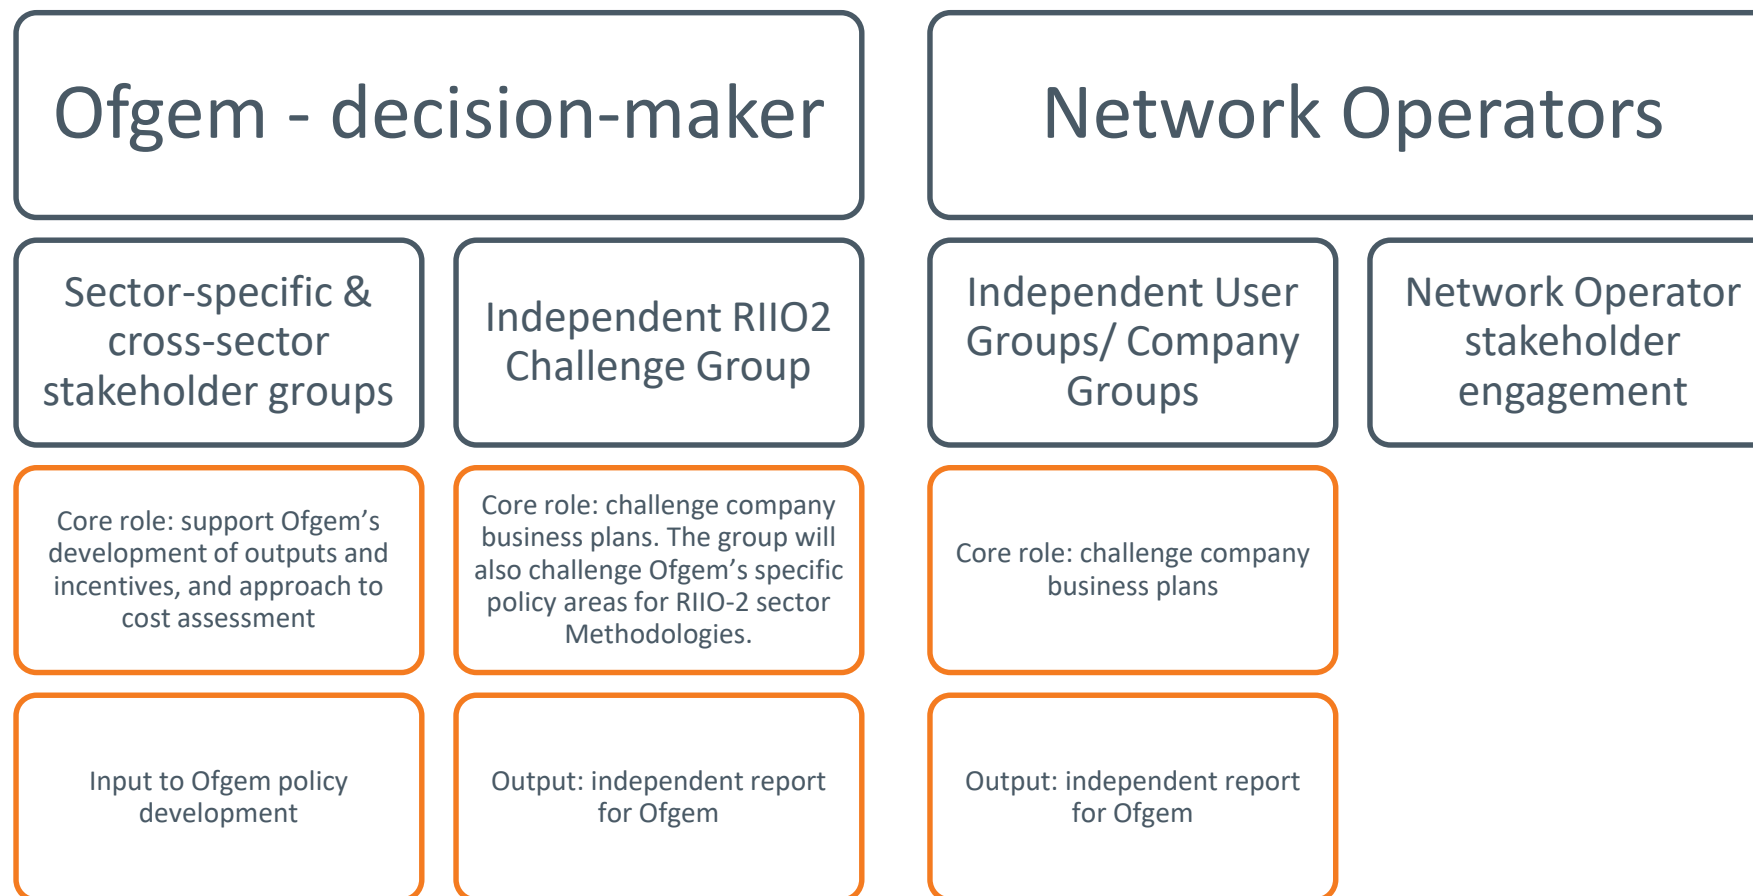 Ofgem - decision-maker
Network Operators
Sector-specific &
cross-sector
stakeholder groups
Independent RIIO2
Challenge Group
Independent User
Groups/ Company
Groups
Network Operator
stakeholder
engagement
Core role: support Ofgem’s
development of outputs and
incentives, and approach to
cost assessment
Core role: challenge company
business plans. The group will
also challenge Ofgem’s specific
policy areas for RIIO-2 sector
Methodologies.
Core role: challenge company
business plans
Input to Ofgem policy
development
Output: independent report
for Ofgem
Output: independent report
for Ofgem